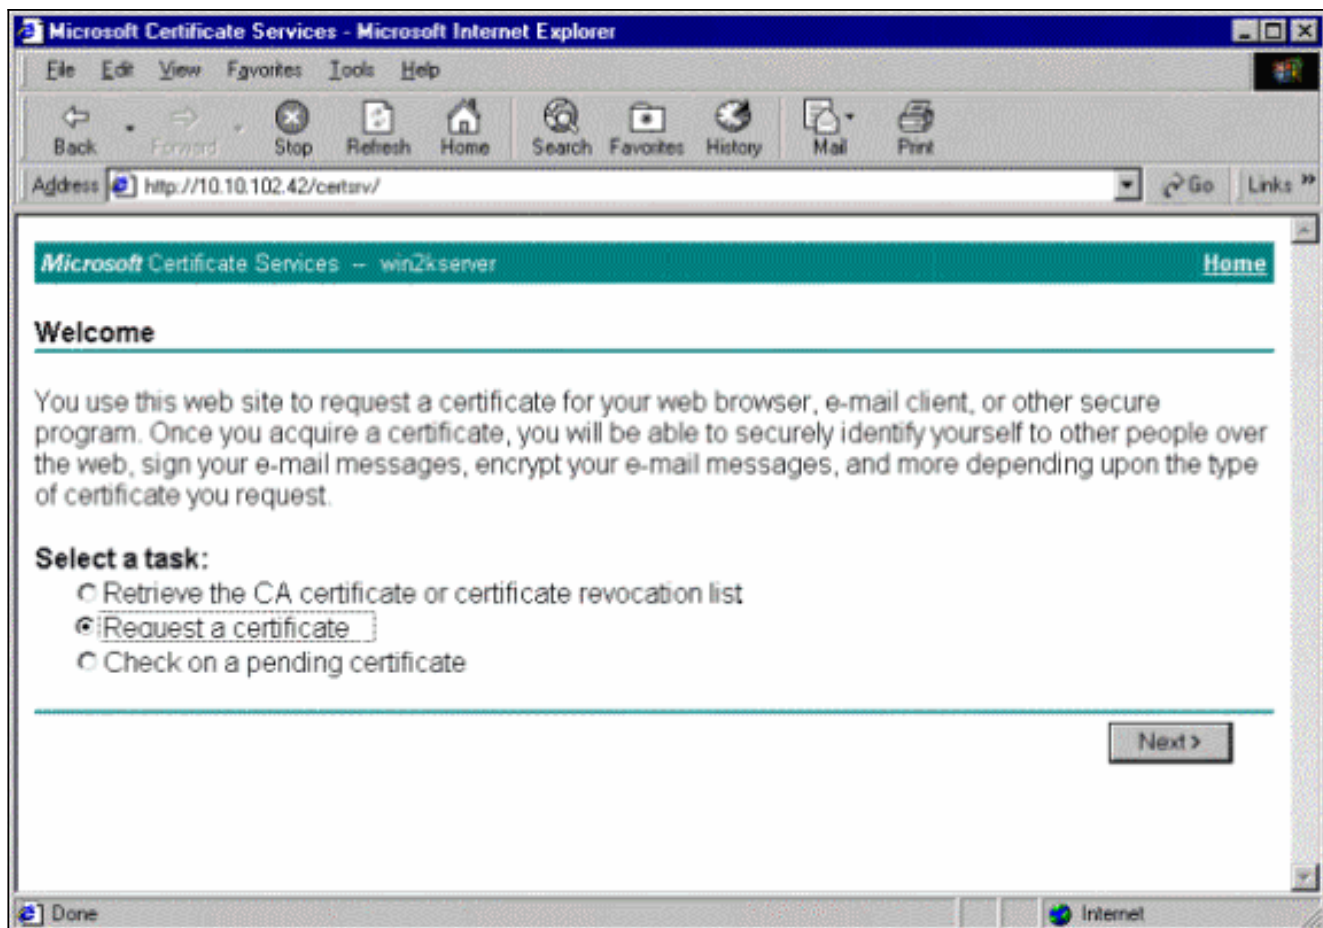 Microsoft Certificate Services - Microsoft Internet Explorer
File Edit View Favorites Tools Help
Back Forward Stop Refresh Home Search Favorites History Mail Print
Address http://10.10.102.42/certsrv/ Go Links »
Microsoft Certificate Services -- win2kserver Home
Welcome
You use this web site to request a certificate for your web browser, e-mail client, or other secure
program. Once you acquire a certificate, you will be able to securely identify yourself to other people over
the web, sign your e-mail messages, encrypt your e-mail messages, and more depending upon the type
of certificate you request.
Select a task:
Retrieve the CA certificate or certificate revocation list
Request a certificate
Check on a pending certificate
Next >
Done Internet